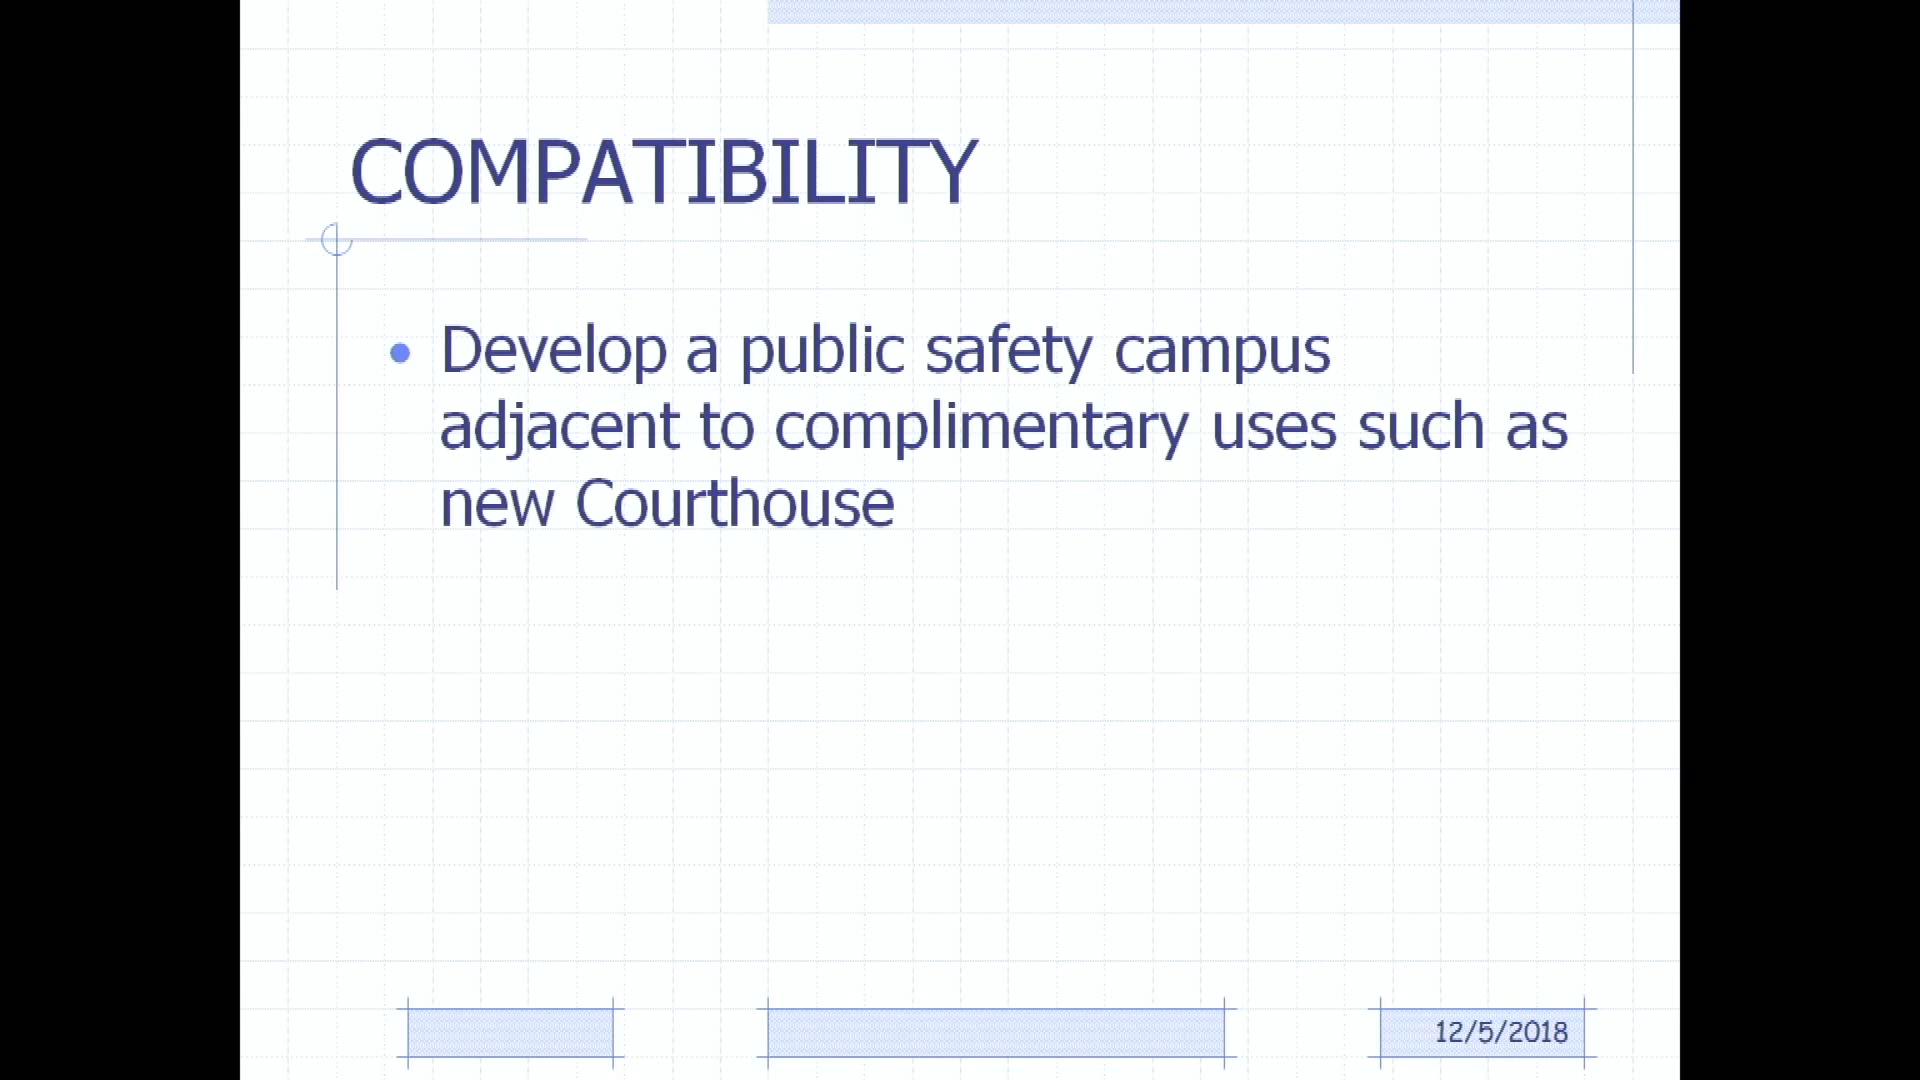 COMPATIBILITY
• Develop a public safety campus
adjacent to complimentary uses such as
new Courthouse
12/5/2018